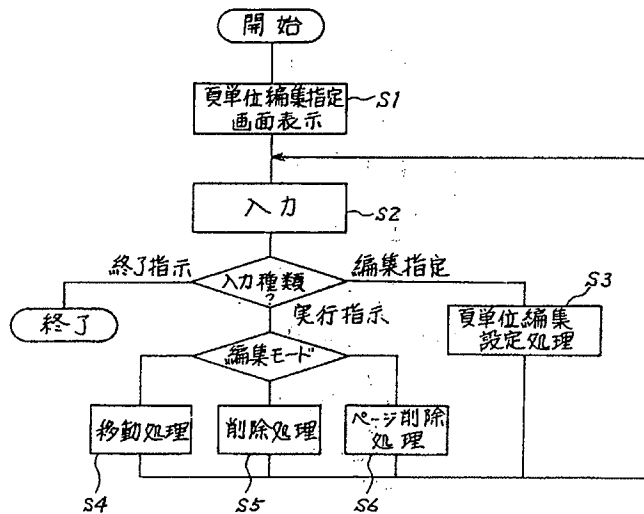 開始
頁単位編集指定
画面表示
S1
入力
S2
終了指示
入力種類
?
編集指定
終了
実行指示
S3
頁単位編集
設定処理
編集モード
移動処理
削除処理
ページ削除
処理
S4
S5
S6